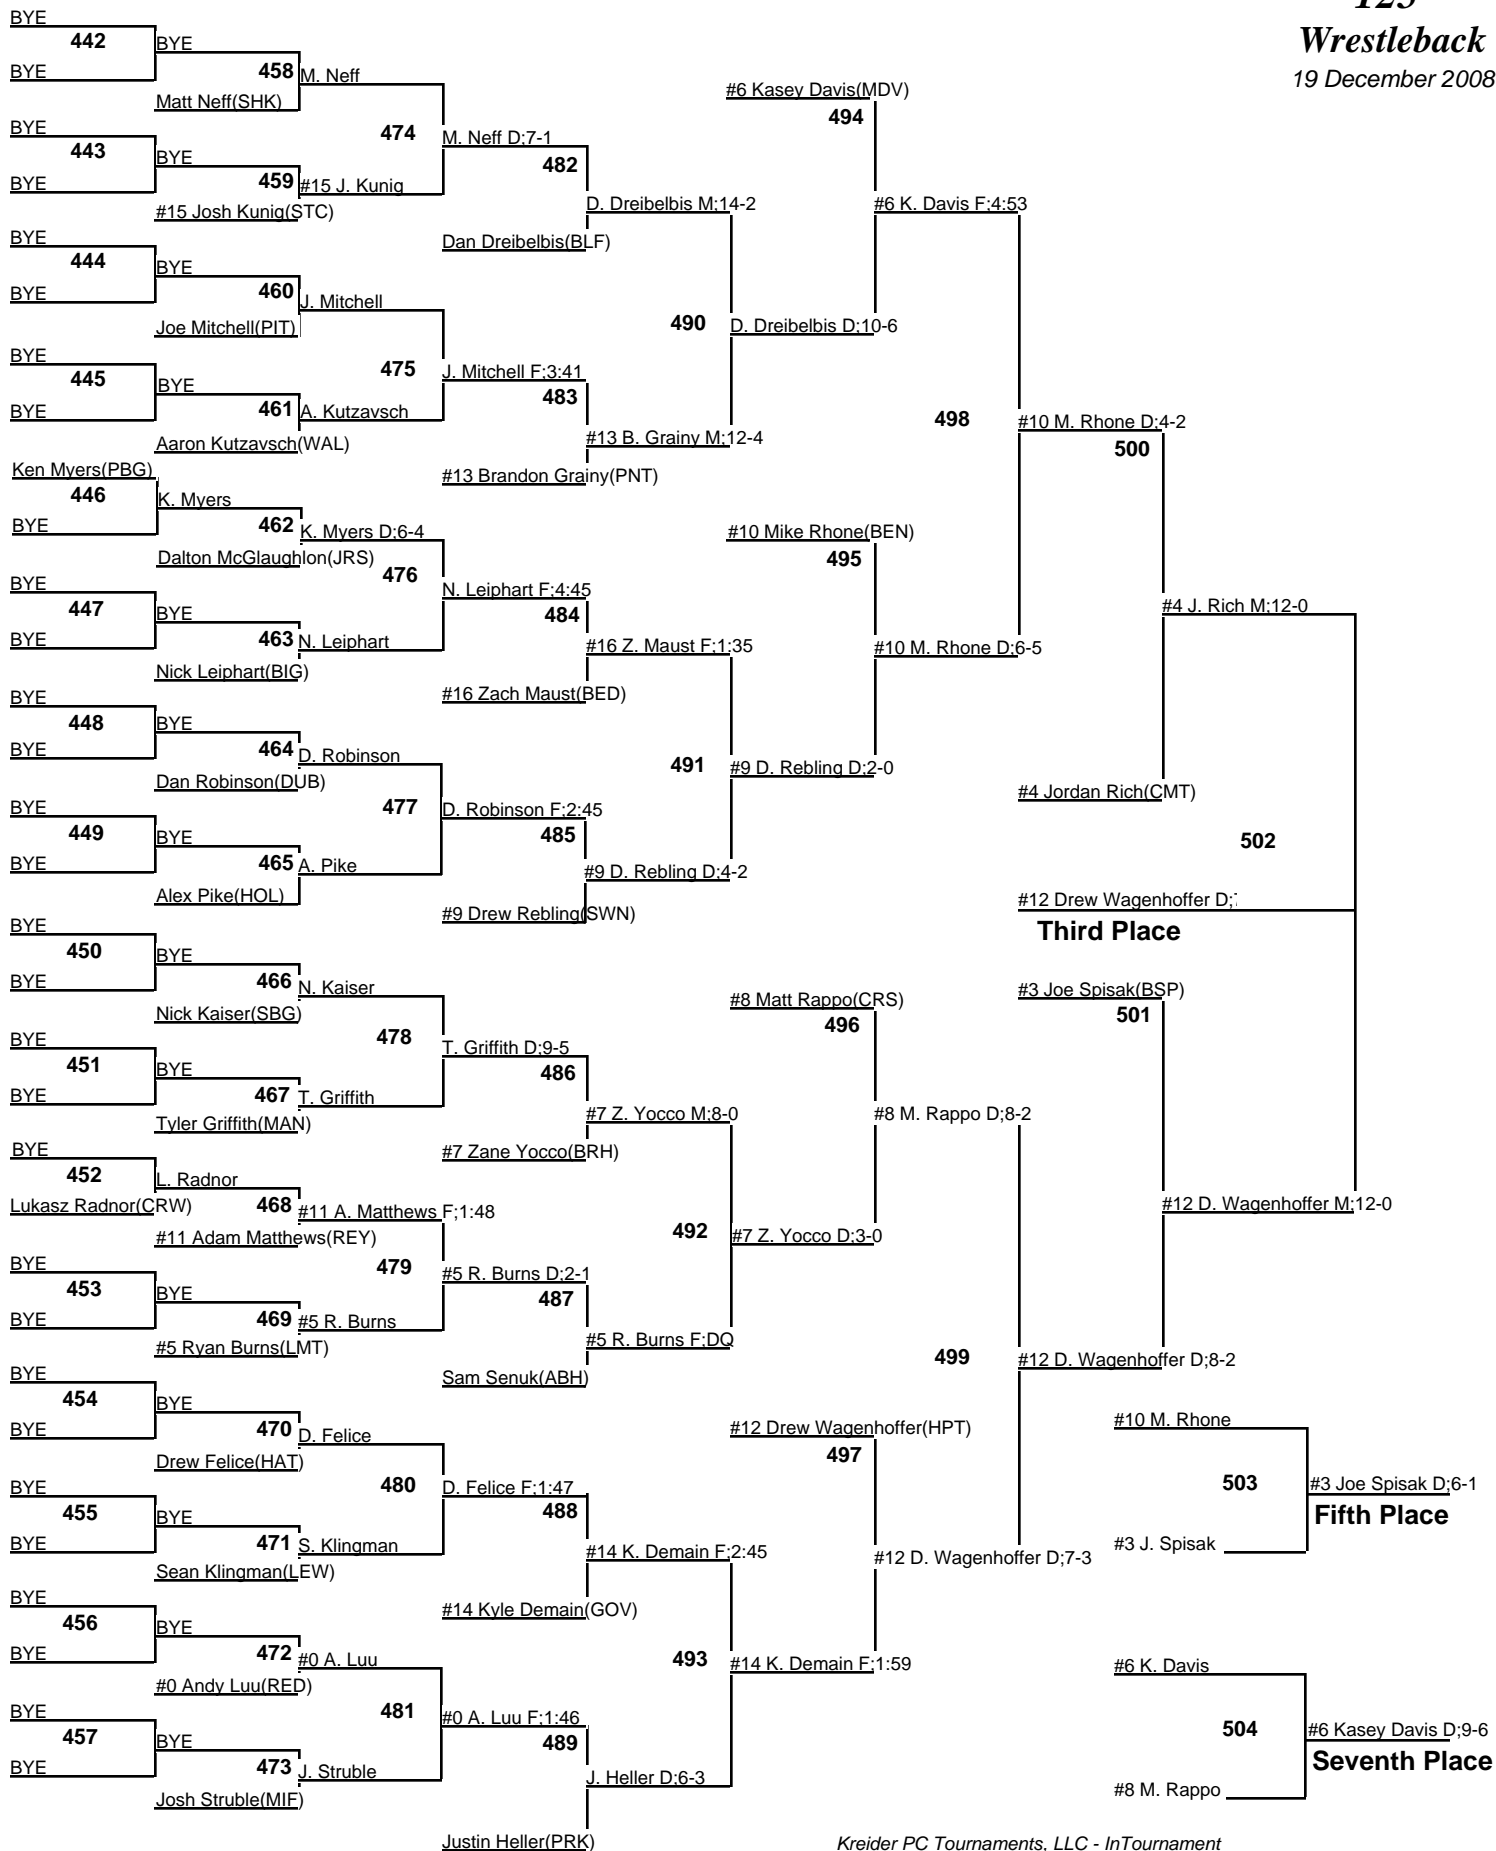 Wrestleback
19 December 2008
BYE
442
BYE
BYE
458
M. Neff
Matt Neff(SHK)
BYE
443
BYE
BYE
459
#15 J. Kunig
#15 Josh Kunig(STC)
474
M. Neff D;7-1
482
D. Dreibelbis M;14-2
Dan Dreibelbis(BLF)
BYE
444
BYE
BYE
460
J. Mitchell
Joe Mitchell(PIT)
BYE
445
BYE
BYE
461
A. Kutzavsch
Aaron Kutzavsch(WAL)
475
J. Mitchell F;3:41
483
#13 B. Grainy M;12-4
#13 Brandon Grainy(PNT)
490
D. Dreibelbis D;10-6
#6 Kasey Davis(MDV)
494
#6 K. Davis F;4:53
Ken Myers(PBG)
446
BYE
K. Myers
462
K. Myers D;6-4
Dalton McGlaughlon(JRS)
BYE
447
BYE
BYE
463
N. Leiphart
Nick Leiphart(BIG)
476
N. Leiphart F;4:45
484
#16 Z. Maust F;1:35
#16 Zach Maust(BED)
BYE
448
BYE
BYE
464
D. Robinson
Dan Robinson(DUB)
BYE
449
BYE
BYE
465
A. Pike
Alex Pike(HOL)
477
D. Robinson F;2:45
485
#9 D. Rebling D;4-2
#9 Drew Rebling(SWN)
491
#9 D. Rebling D;2-0
#10 Mike Rhone(BEN)
495
#10 M. Rhone D;6-5
498
#10 M. Rhone D;4-2
500
#4 J. Rich M;12-0
#4 Jordan Rich(CMT)
502
#12 Drew Wagenhoffer D;
Third Place
BYE
450
BYE
BYE
466
N. Kaiser
Nick Kaiser(SBG)
BYE
451
BYE
BYE
467
T. Griffith
Tyler Griffith(MAN)
478
T. Griffith D;9-5
486
#7 Z. Yocco M;8-0
#7 Zane Yocco(BRH)
BYE
452
Lukasz Radnor(CRW)
L. Radnor
468
#11 A. Matthews F;1:48
#11 Adam Matthews(REY)
BYE
453
BYE
BYE
469
#5 R. Burns
#5 Ryan Burns(LMT)
479
#5 R. Burns D;2-1
487
#5 R. Burns F;DQ
Sam Senuk(ABH)
492
#7 Z. Yocco D;3-0
#8 Matt Rappo(CRS)
496
#8 M. Rappo D;8-2
BYE
454
BYE
BYE
470
D. Felice
Drew Felice(HAT)
BYE
455
BYE
BYE
471
S. Klingman
Sean Klingman(LEW)
480
D. Felice F;1:47
488
#14 K. Demain F;2:45
#14 Kyle Demain(GOV)
BYE
456
BYE
BYE
472
#0 A. Luu
#0 Andy Luu(RED)
BYE
457
BYE
BYE
473
J. Struble
Josh Struble(MIF)
481
#0 A. Luu F;1:46
489
J. Heller D;6-3
Justin Heller(PRK)
493
#14 K. Demain F;1:59
#12 Drew Wagenhoffer(HPT)
497
#12 D. Wagenhoffer D;7-3
499
#12 D. Wagenhoffer D;8-2
#3 Joe Spisak(BSP)
501
#12 D. Wagenhoffer M;12-0
#10 M. Rhone
503
#3 J. Spisak
#3 Joe Spisak D;6-1
Fifth Place
#6 K. Davis
504
#8 M. Rappo
#6 Kasey Davis D;9-6
Seventh Place
Kreider PC Tournaments, LLC - InTournament